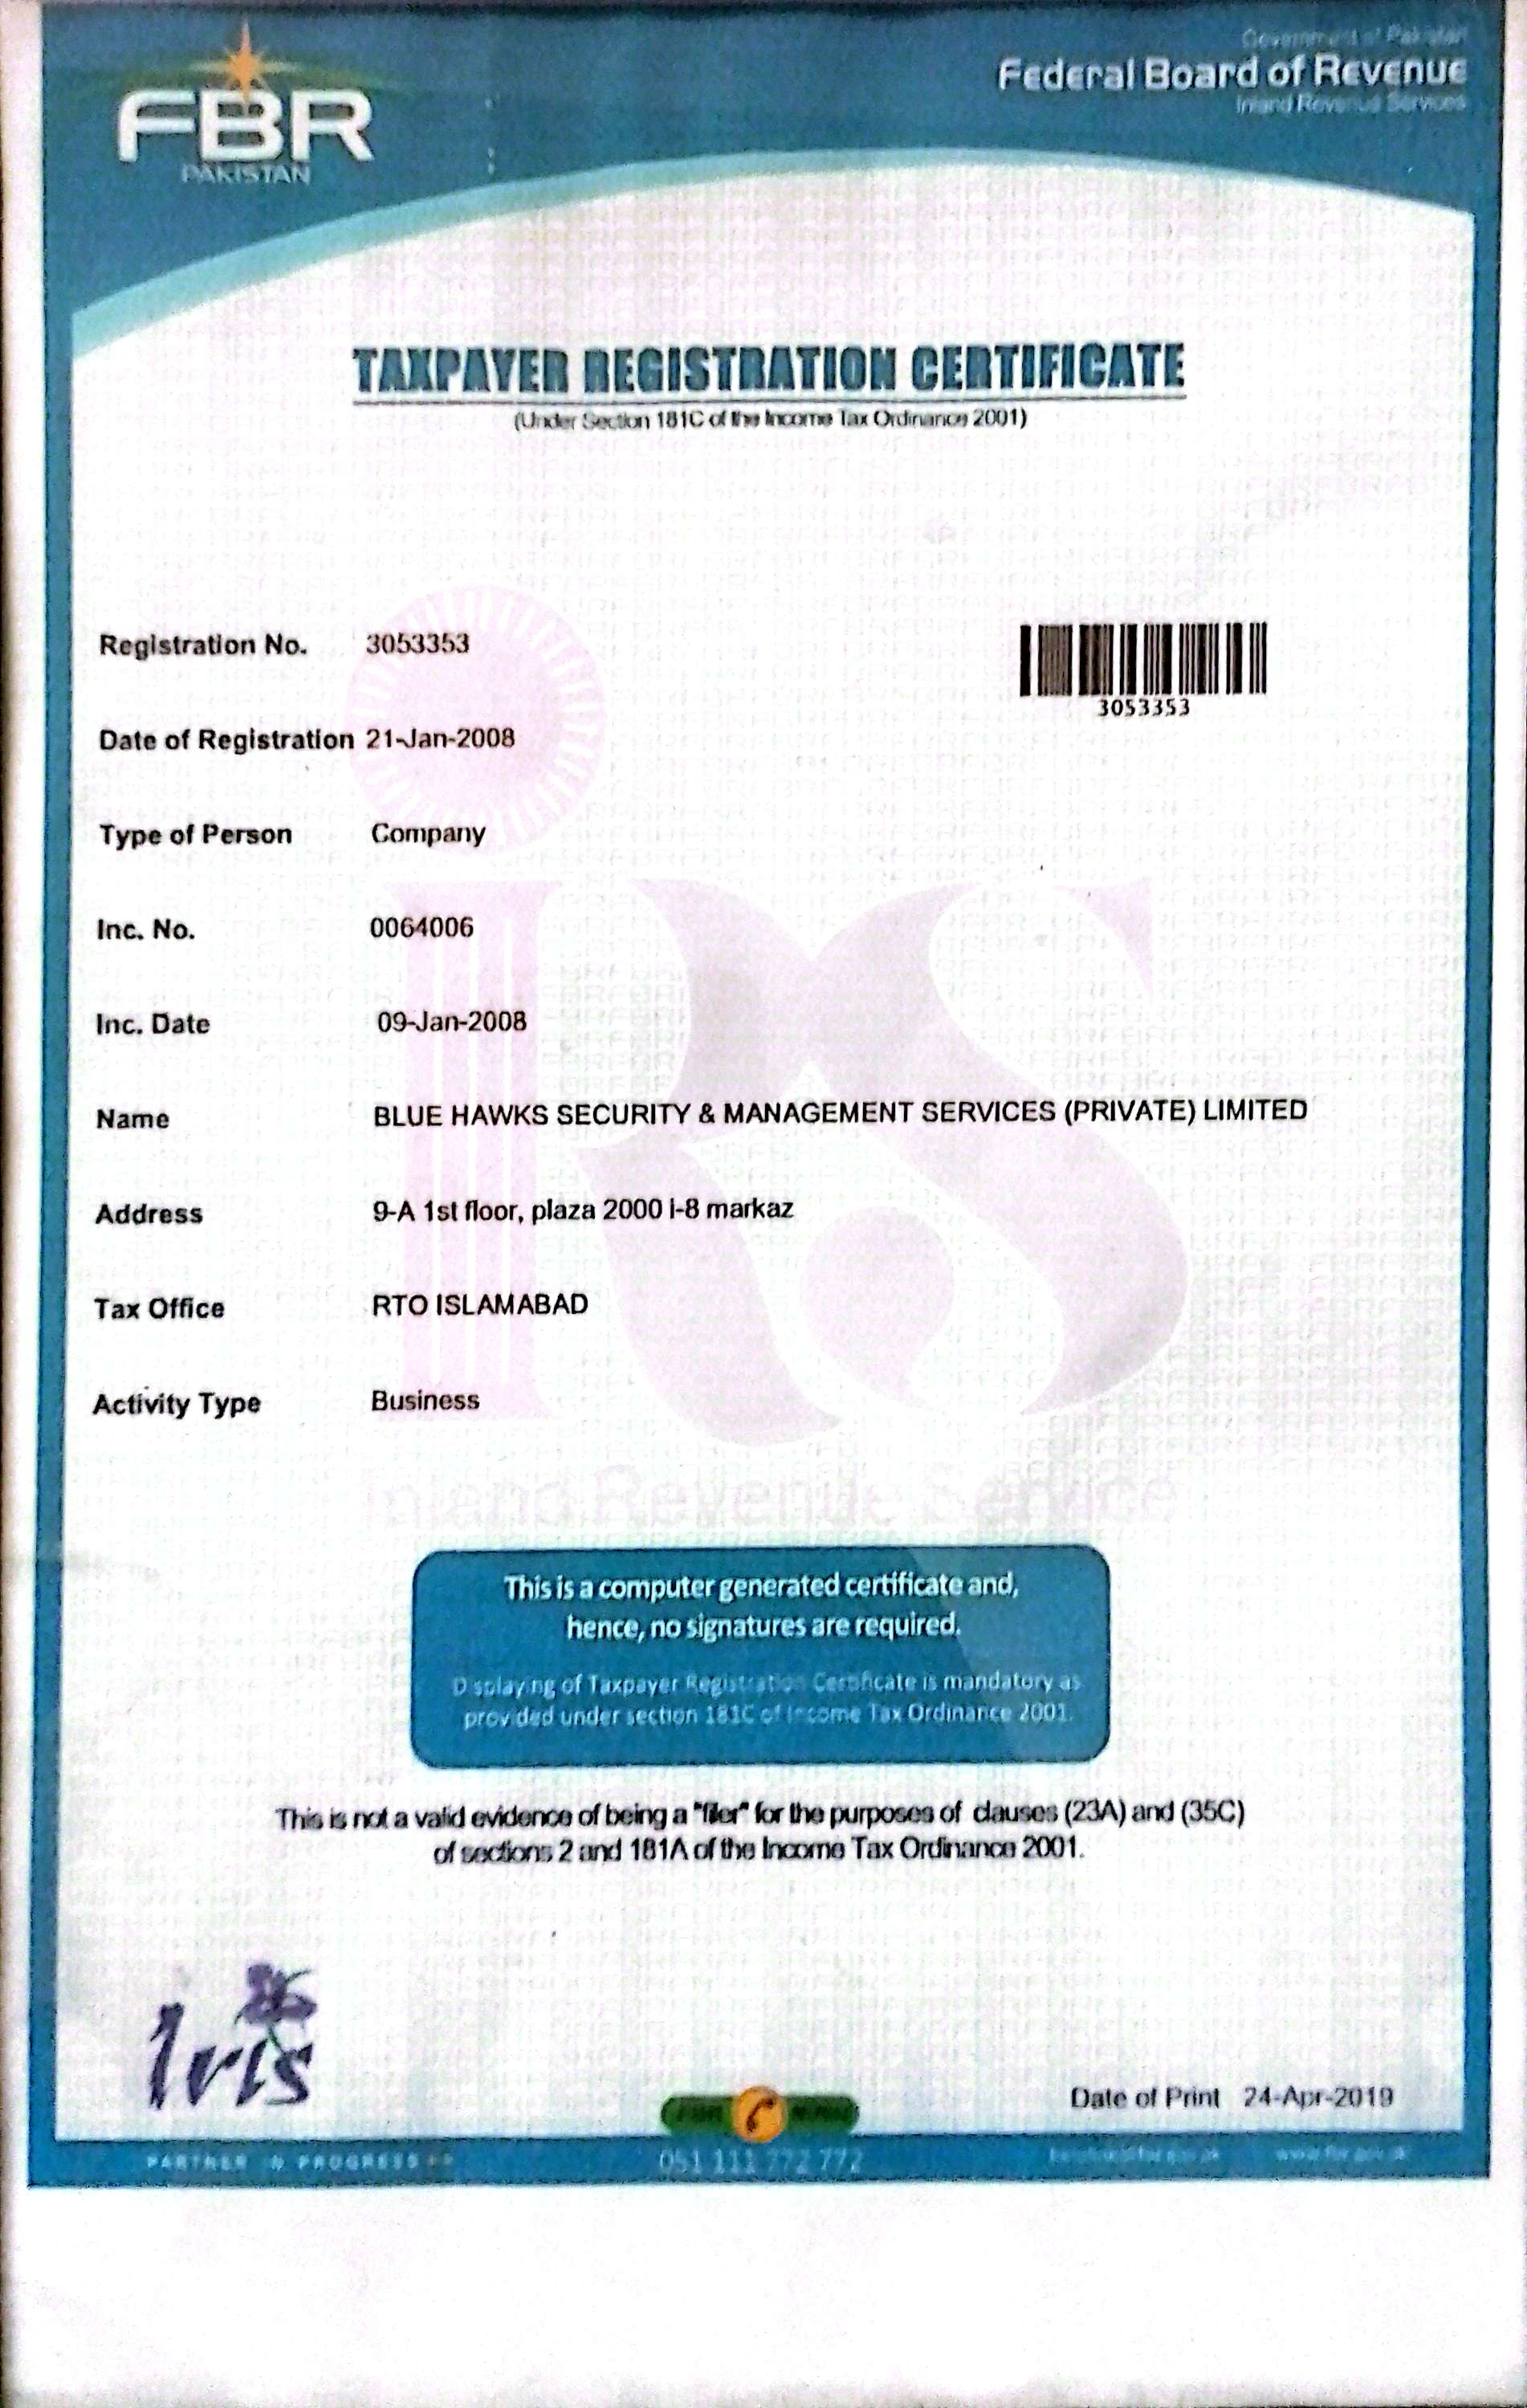 FBR
PAKISTAN
Government of Pakistan
Federal Board of Revenue
Inland Revenue Services
TAXPAYER REGISTRATION CERTIFICATE
(Under Section 181C of the Income Tax Ordinance 2001)
Registration No. 3053353
3053353
Date of Registration 21-Jan-2008
Type of Person Company
Inc. No. 0064006
Inc. Date 09-Jan-2008
Name BLUE HAWKS SECURITY & MANAGEMENT SERVICES (PRIVATE) LIMITED
Address 9-A 1st floor, plaza 2000 i-8 markaz
Tax Office RTO ISLAMABAD
Activity Type Business
IRS
Inland Revenue Service
This is a computer generated certificate and,
hence, no signatures are required.
Displaying of Taxpayer Registration Certificate is mandatory as
provided under section 181C of Income Tax Ordinance 2001.
This is not a valid evidence of being a "filer" for the purposes of clauses (23A) and (35C)
of sections 2 and 181A of the Income Tax Ordinance 2001.
Iris
Date of Print 24-Apr-2019
PARTNER IN PROGRESS
051 111 772 772
www.fbr.gov.pk